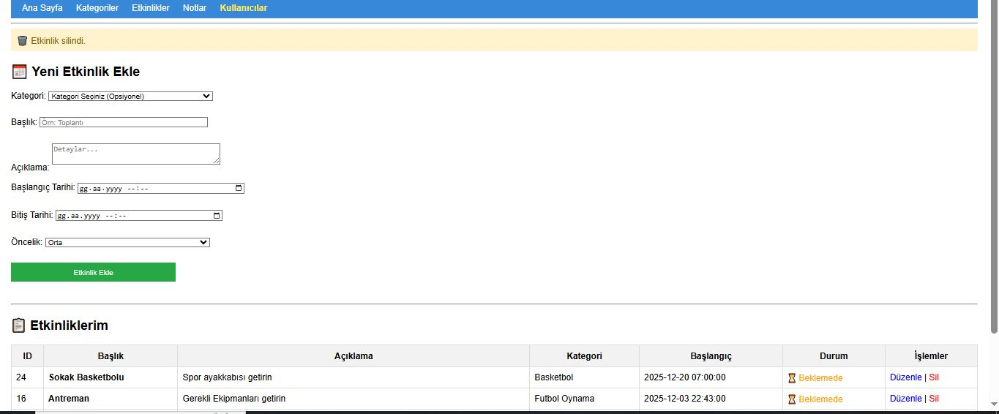 Ana Sayfa Kategoriler Etkinlikler Notlar Kullanıcılar
Etkinlik silindi.
Yeni Etkinlik Ekle
Kategori: Kategori Seçiniz (Opsiyonel)
Başlık: Örn: Toplantı
Açıklama: Detaylar...
Başlangıç Tarihi: gg.aa.yyyy --:--
Bitiş Tarihi: gg.aa.yyyy --:--
Öncelik: Orta
Etkinlik Ekle
Etkinliklerim
ID Başlık Açıklama Kategori Başlangıç Durum İşlemler
24 Sokak Basketbolu Spor ayakkabısı getirin Basketbol 2025-12-20 07:00:00 Beklemede Düzenle | Sil
16 Antreman Gerekli Ekipmanları getirin Futbol Oynama 2025-12-03 22:43:00 Beklemede Düzenle | Sil